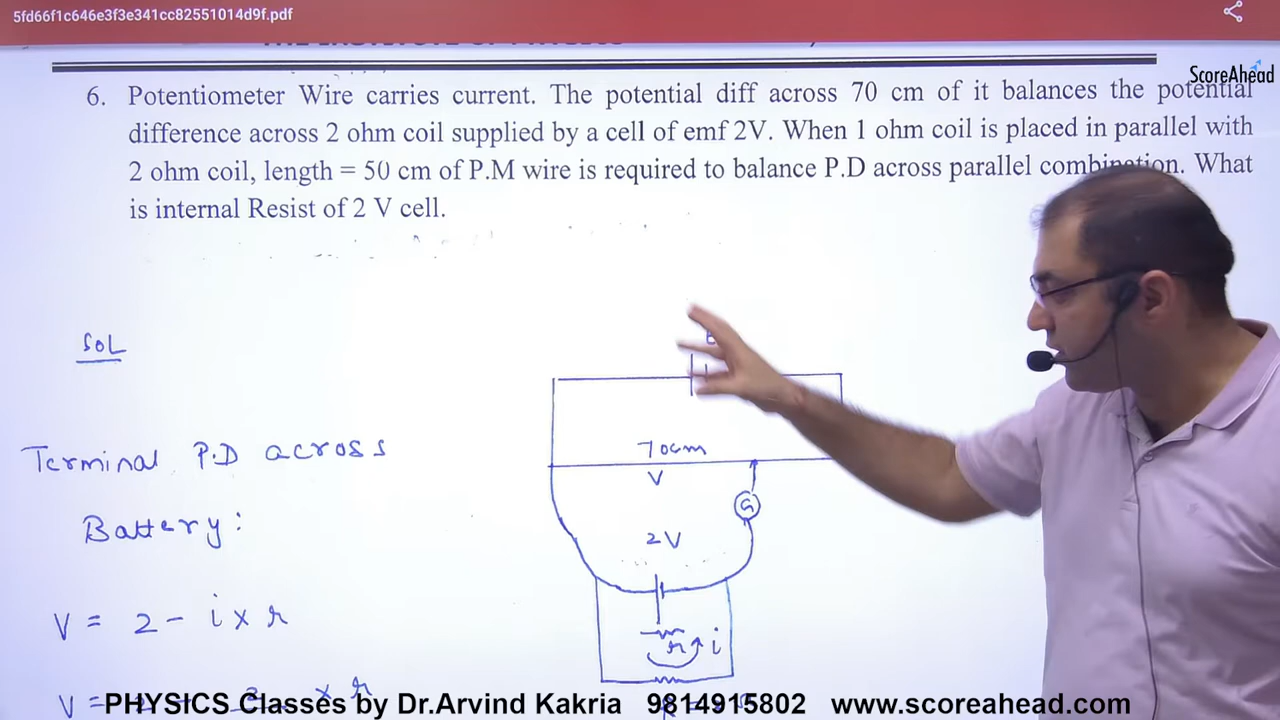 5fd66f1c646e3f3e341cc82551014d9f.pdf
ScoreAhead
6. Potentiometer Wire carries current. The potential diff across 70 cm of it balances the potential
difference across 2 ohm coil supplied by a cell of emf 2V. When 1 ohm coil is placed in parallel with
2 ohm coil, length = 50 cm of P.M wire is required to balance P.D across parallel combination. What
is internal Resist of 2 V cell.
SOL
70cm
Terminal P.D across
V
G
Battery:
2V
V = 2 - i x r
r i
V =
x r
PHYSICS Classes by Dr.Arvind Kakria 9814915802 www.scoreahead.com